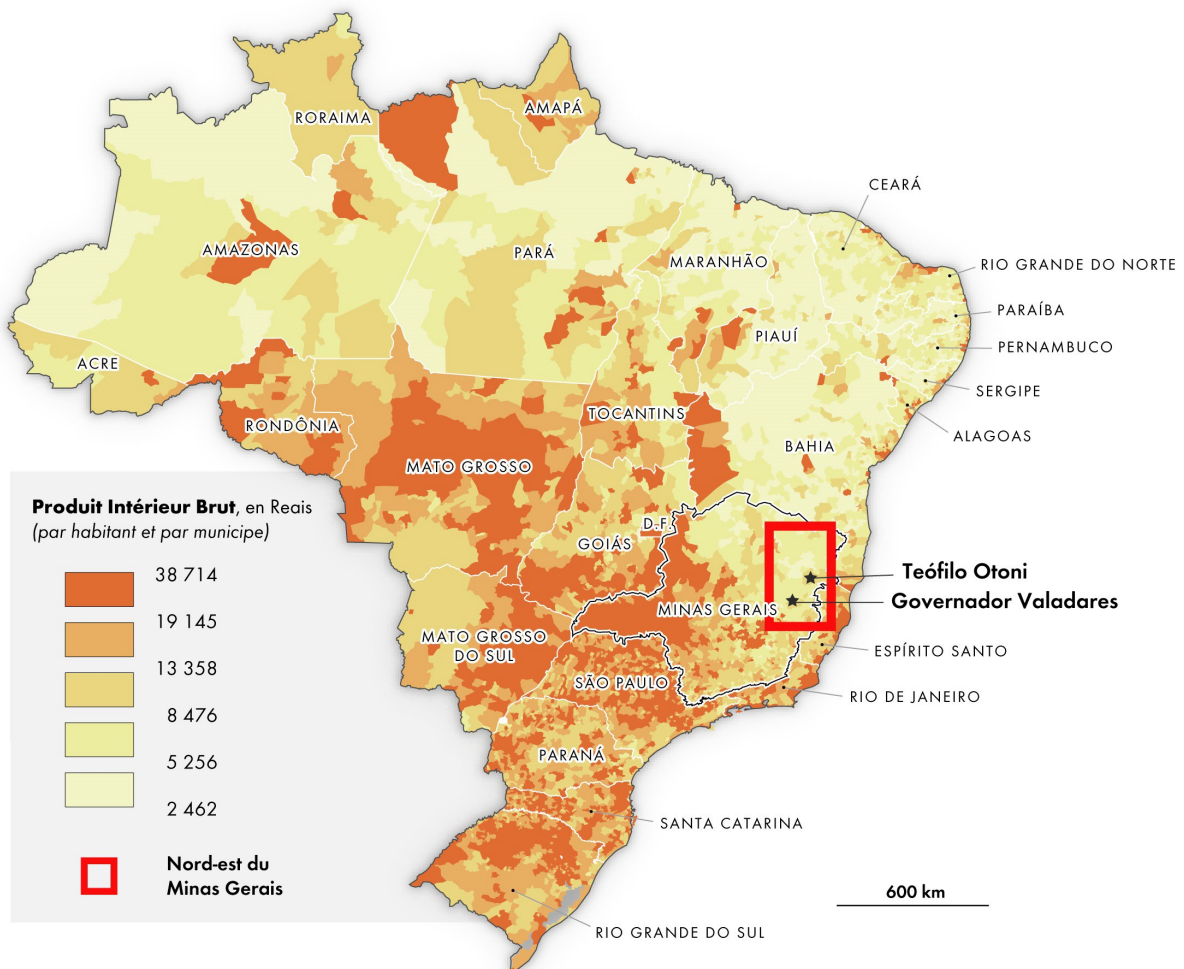 RORAIMA
AMAPÁ
CEARÁ
AMAZONAS
PARÁ
MARANHÃO
RIO GRANDE DO NORTE
PARAÍBA
PIAUÍ
PERNAMBUCO
ACRE
SERGIPE
TOCANTINS
RONDÔNIA
ALAGOAS
BAHIA
MATO GROSSO
Produit Intérieur Brut, en Reais
(par habitant et par municipe)
D.F.
GOIÁS
38 714
19 145
13 358
8 476
5 256
2 462
Nord-est du
Minas Gerais
Teófilo Otoni
Governador Valadares
MINAS GERAIS
MATO GROSSO
DO SUL
ESPÍRITO SANTO
SÃO PAULO
RIO DE JANEIRO
PARANÁ
SANTA CATARINA
600 km
RIO GRANDE DO SUL